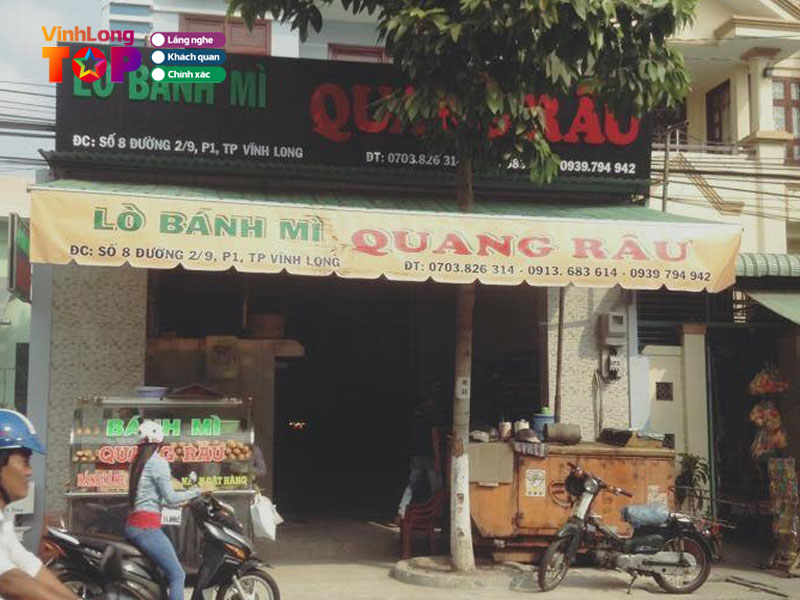 VinhLong
TOP
Lắng nghe
Khách quan
Chính xác
LÒ BÁNH MÌ QUANG RÂU
ĐC: SỐ 8 ĐƯỜNG 2/9, P1, TP VĨNH LONG ĐT: 0703.826 314 - 0939.794 942
LÒ BÁNH MÌ QUANG RÂU
ĐC: SỐ 8 ĐƯỜNG 2/9, P1, TP VĨNH LONG ĐT: 0703.826 314 - 0913. 683 614 - 0939 794 942
BÁNH MÌ
QUANG RÂU
ĐẶT HÀNG